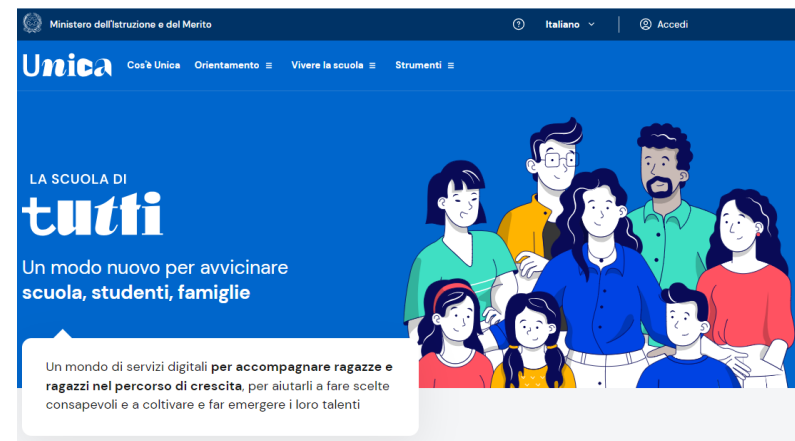 Ministero dell'Istruzione e del Merito
Italiano
Accedi
Unica
Cos'è Unica
Orientamento
Vivere la scuola
Strumenti
LA SCUOLA DI
tutti
Un modo nuovo per avvicinare
scuola, studenti, famiglie
Un mondo di servizi digitali per accompagnare ragazze e
ragazzi nel percorso di crescita, per aiutarli a fare scelte
consapevoli e a coltivare e far emergere i loro talenti